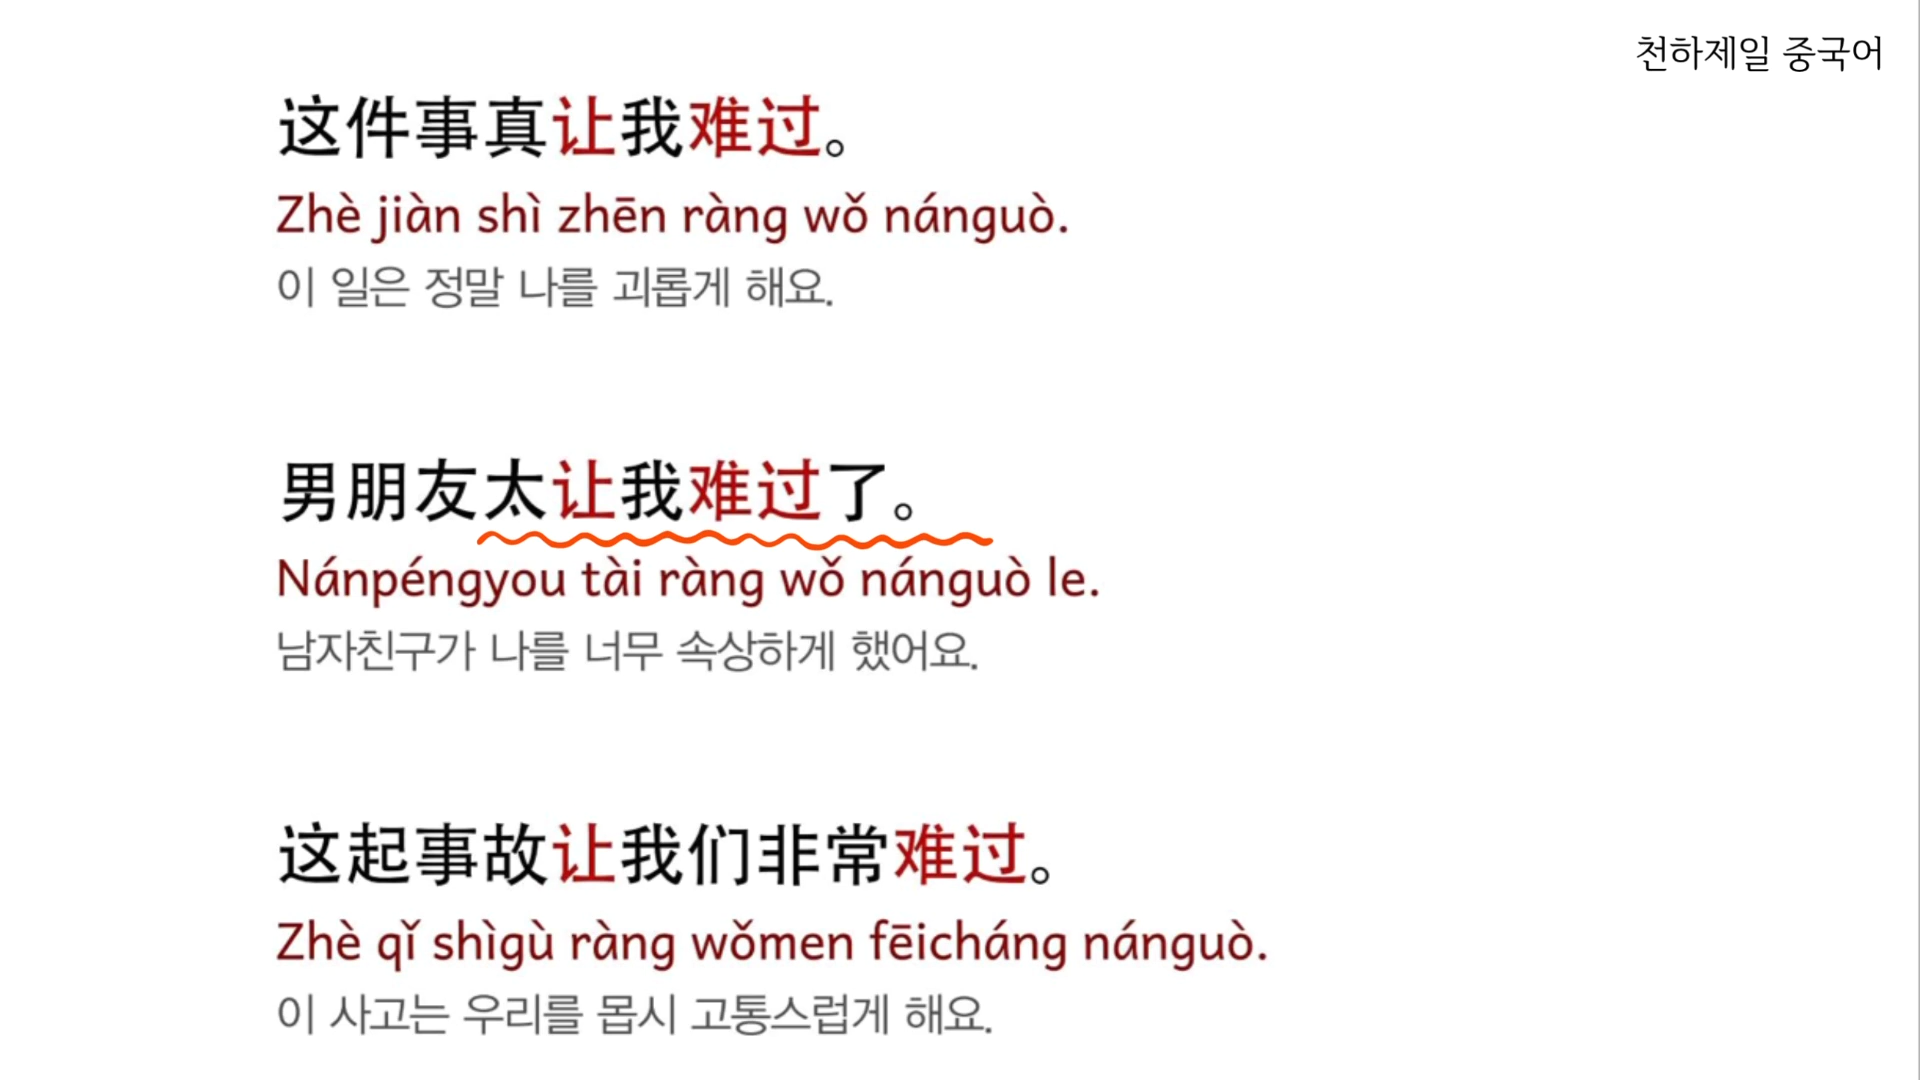 천하제일 중국어
这件事真让我难过。
Zhè jiàn shì zhēn ràng wǒ nánguò.
이 일은 정말 나를 괴롭게 해요.
男朋友太让我难过了。
Nánpéngyou tài ràng wǒ nánguò le.
남자친구가 나를 너무 속상하게 했어요.
这起事故让我们非常难过。
Zhè qǐ shìgù ràng wǒmen fēicháng nánguò.
이 사고는 우리를 몹시 고통스럽게 해요.